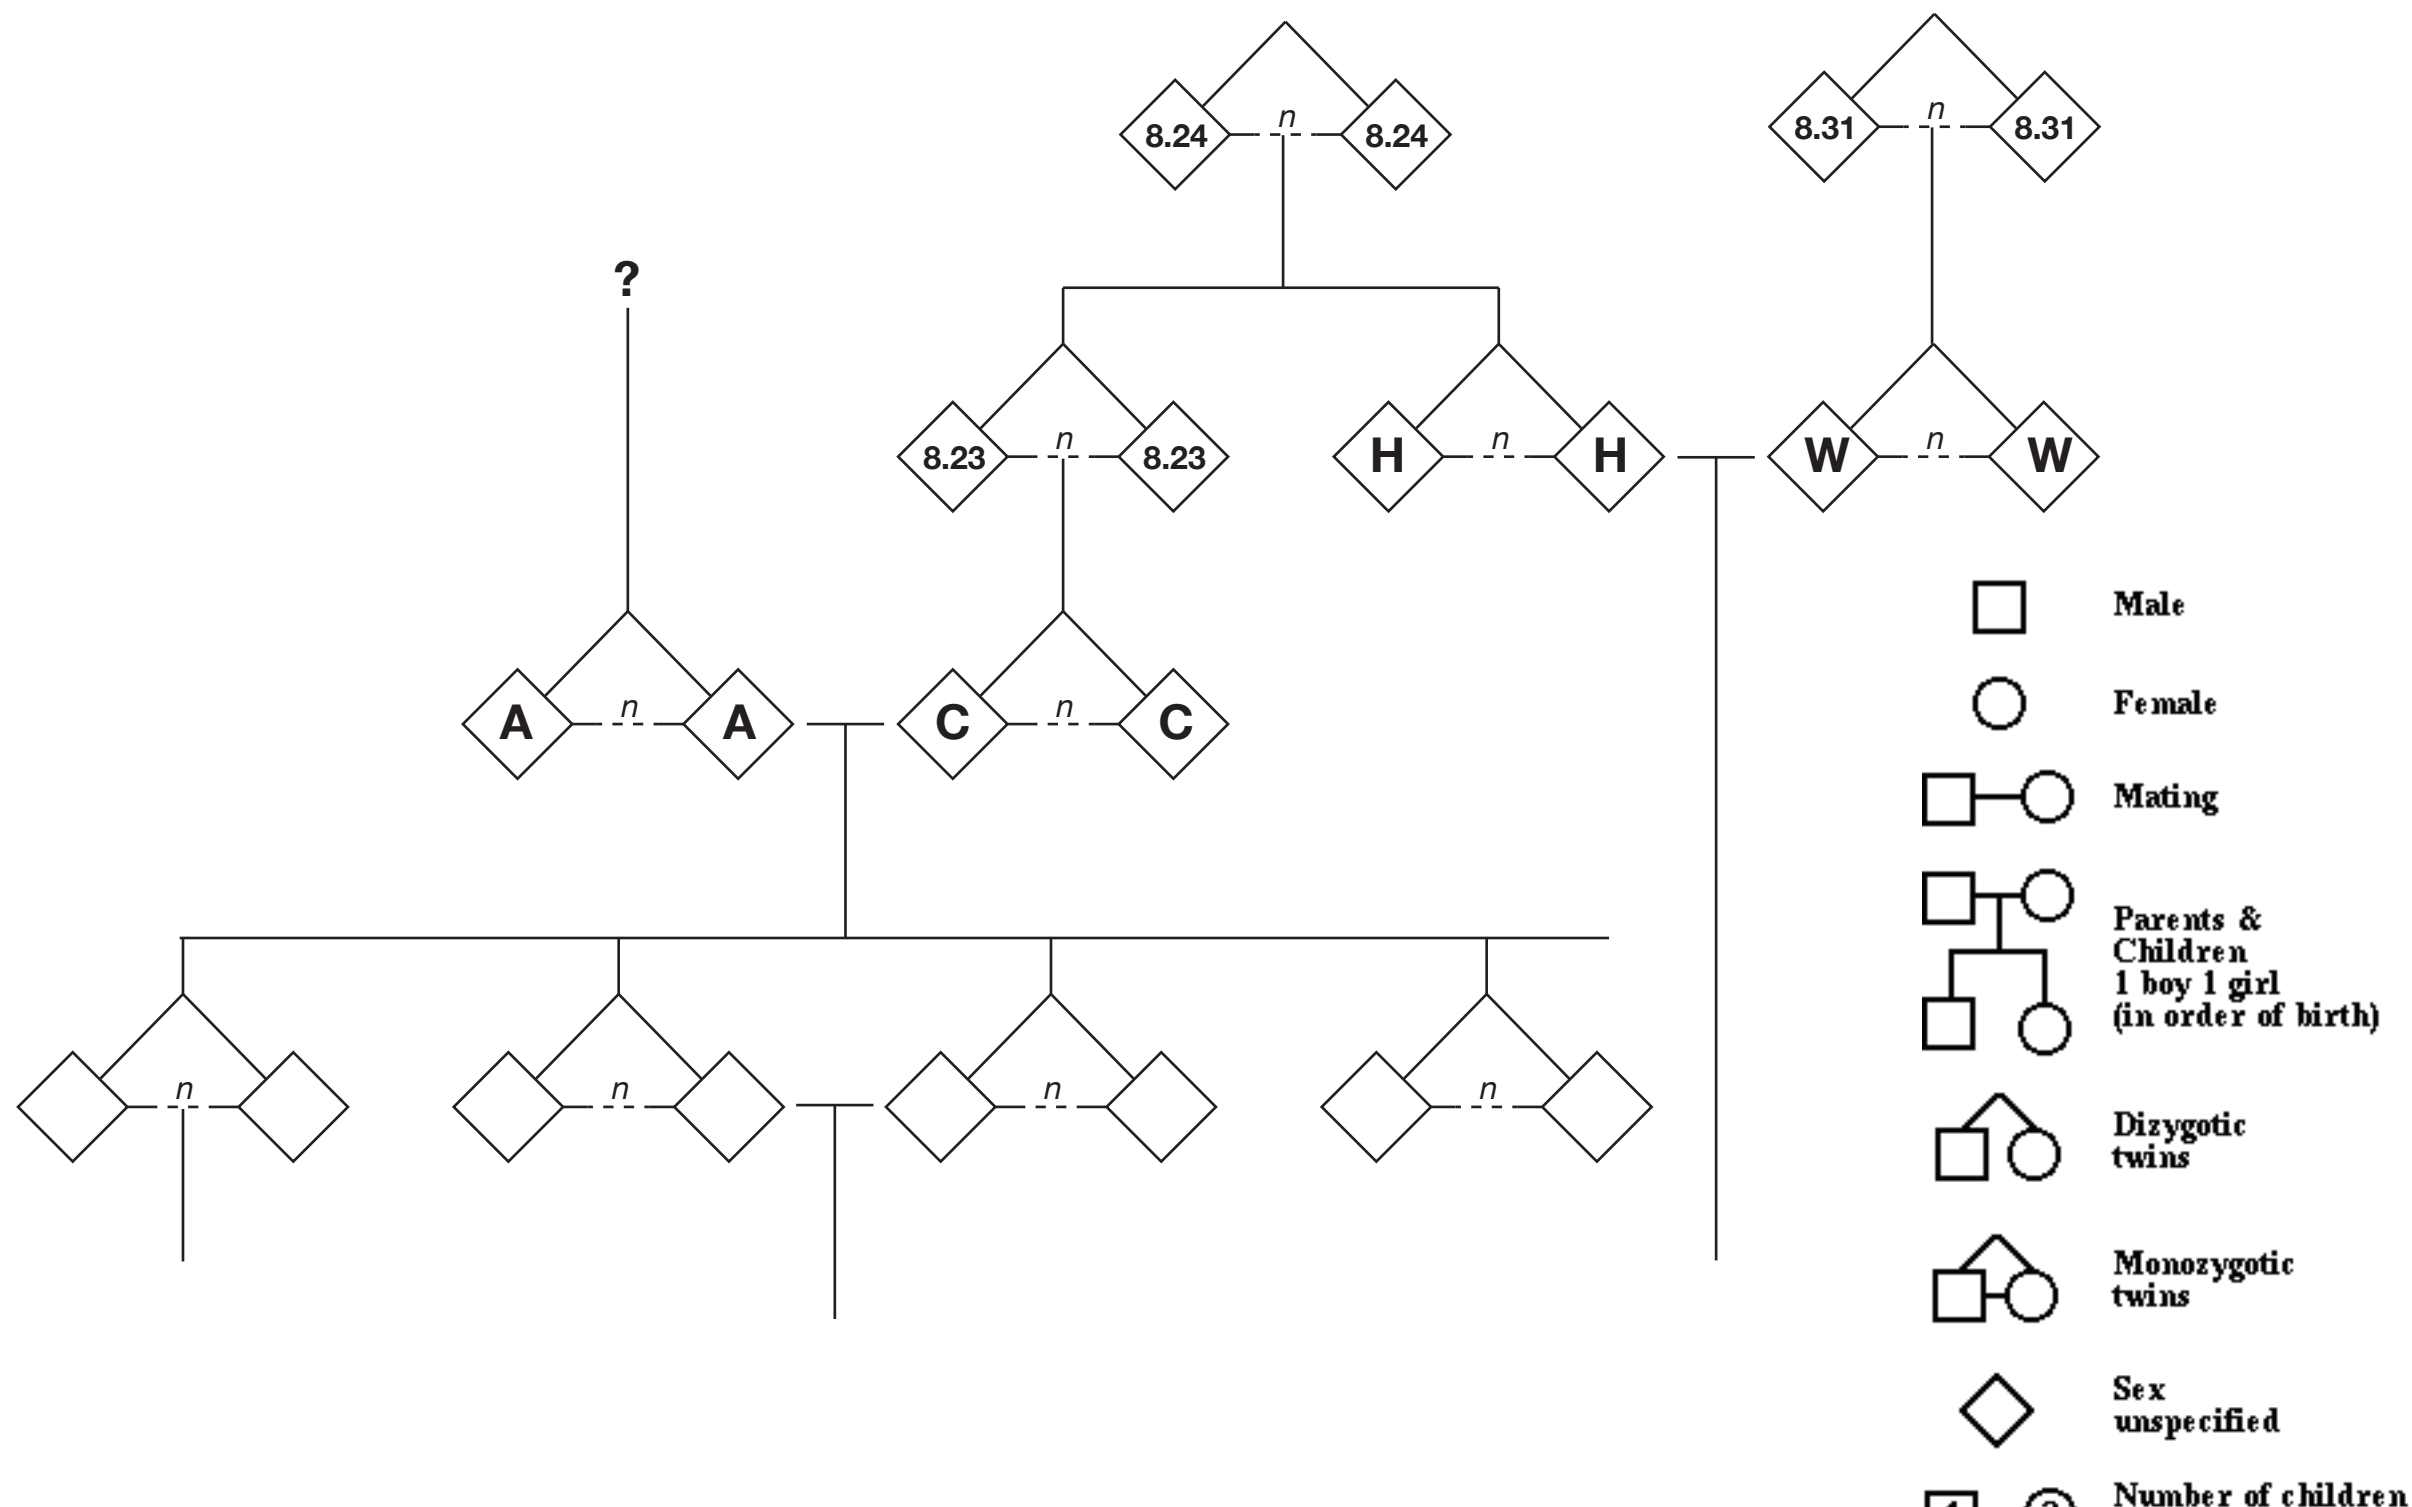 n
8.24
8.24
n
8.31
8.31
?
n
8.23
8.23
n
H
H
n
W
W
n
A
A
n
C
C
n
n
n
n
Male
Female
Mating
Parents &
Children
1 boy 1 girl
(in order of birth)
Dizygotic
twins
Monozygotic
twins
Sex
unspecified
Number of children